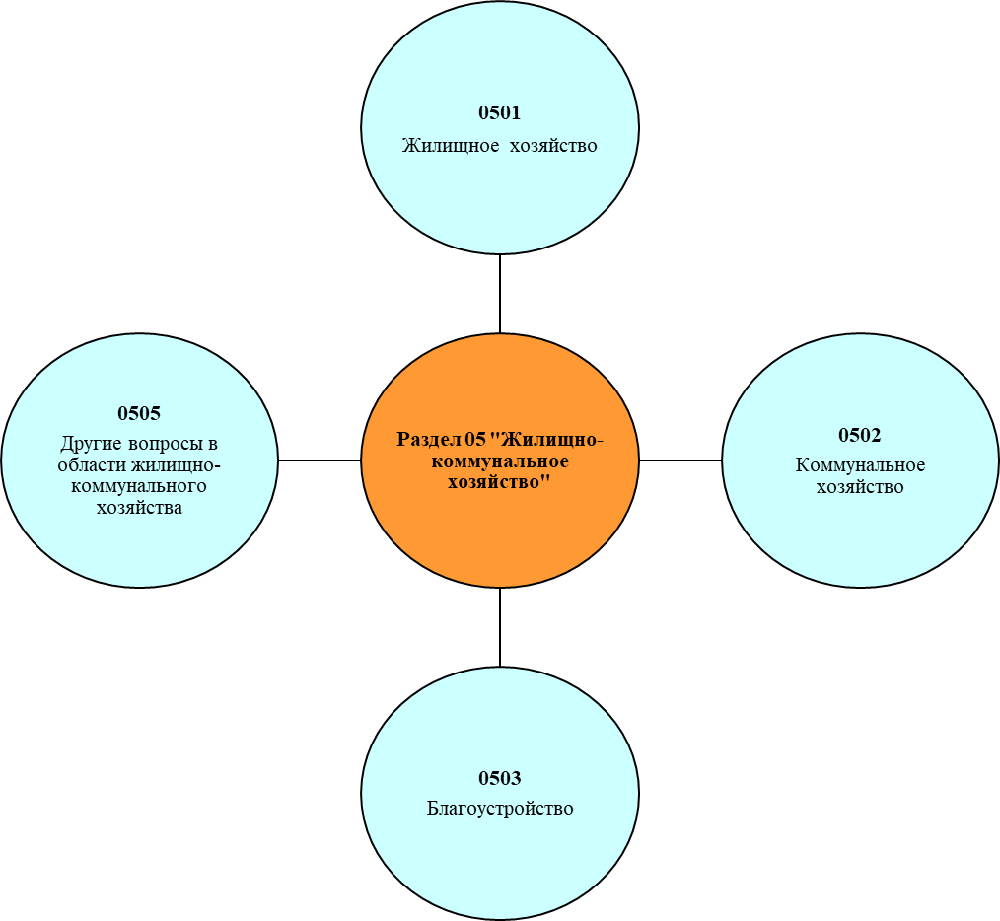 0501
Жилищное хозяйство
0505
Другие вопросы в
области жилищно-
коммунального
хозяйства
Раздел 05 "Жилищно-
коммунальное
хозяйство"
0502
Коммунальное
хозяйство
0503
Благоустройство